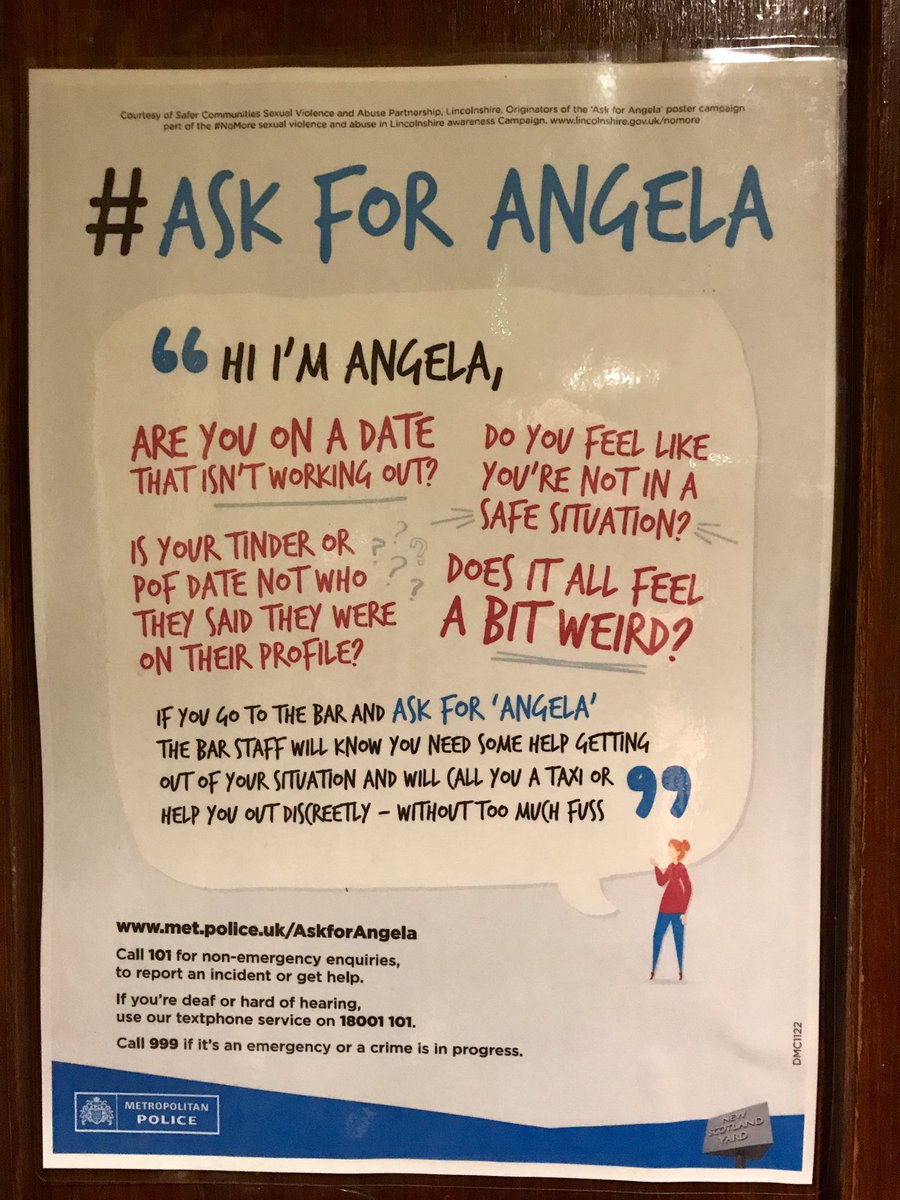 Courtesy of Safer Communities Sexual Violence and Abuse Partnership, Lincolnshire. Originators of the 'Ask for Angela' poster campaign
part of the #NoMore sexual violence and abuse in Lincolnshire awareness Campaign. www.lincolnshire.gov.uk/nomore
#ASK FOR ANGELA
“ HI I'M ANGELA,
ARE YOU ON A DATE
THAT ISN'T WORKING OUT?
DO YOU FEEL LIKE
YOU'RE NOT IN A
SAFE SITUATION?
IS YOUR TINDER OR
POF DATE NOT WHO
THEY SAID THEY WERE
ON THEIR PROFILE?
? ? ? ? ?
DOES IT ALL FEEL
A BIT WEIRD?
IF YOU GO TO THE BAR AND ASK FOR 'ANGELA'
THE BAR STAFF WILL KNOW YOU NEED SOME HELP GETTING
OUT OF YOUR SITUATION AND WILL CALL YOU A TAXI OR
HELP YOU OUT DISCREETLY – WITHOUT TOO MUCH FUSS ”
www.met.police.uk/AskforAngela
Call 101 for non-emergency enquiries,
to report an incident or get help.
If you're deaf or hard of hearing,
use our textphone service on 18001 101.
Call 999 if it's an emergency or a crime is in progress.
DMC1122
METROPOLITAN
POLICE
NEW
SCOTLAND
YARD